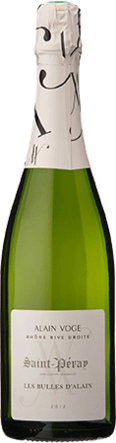 ALAIN VOGE
RHÔNE RIVE DROITE
Saint-Péray
LES BULLES D'ALAIN
2012